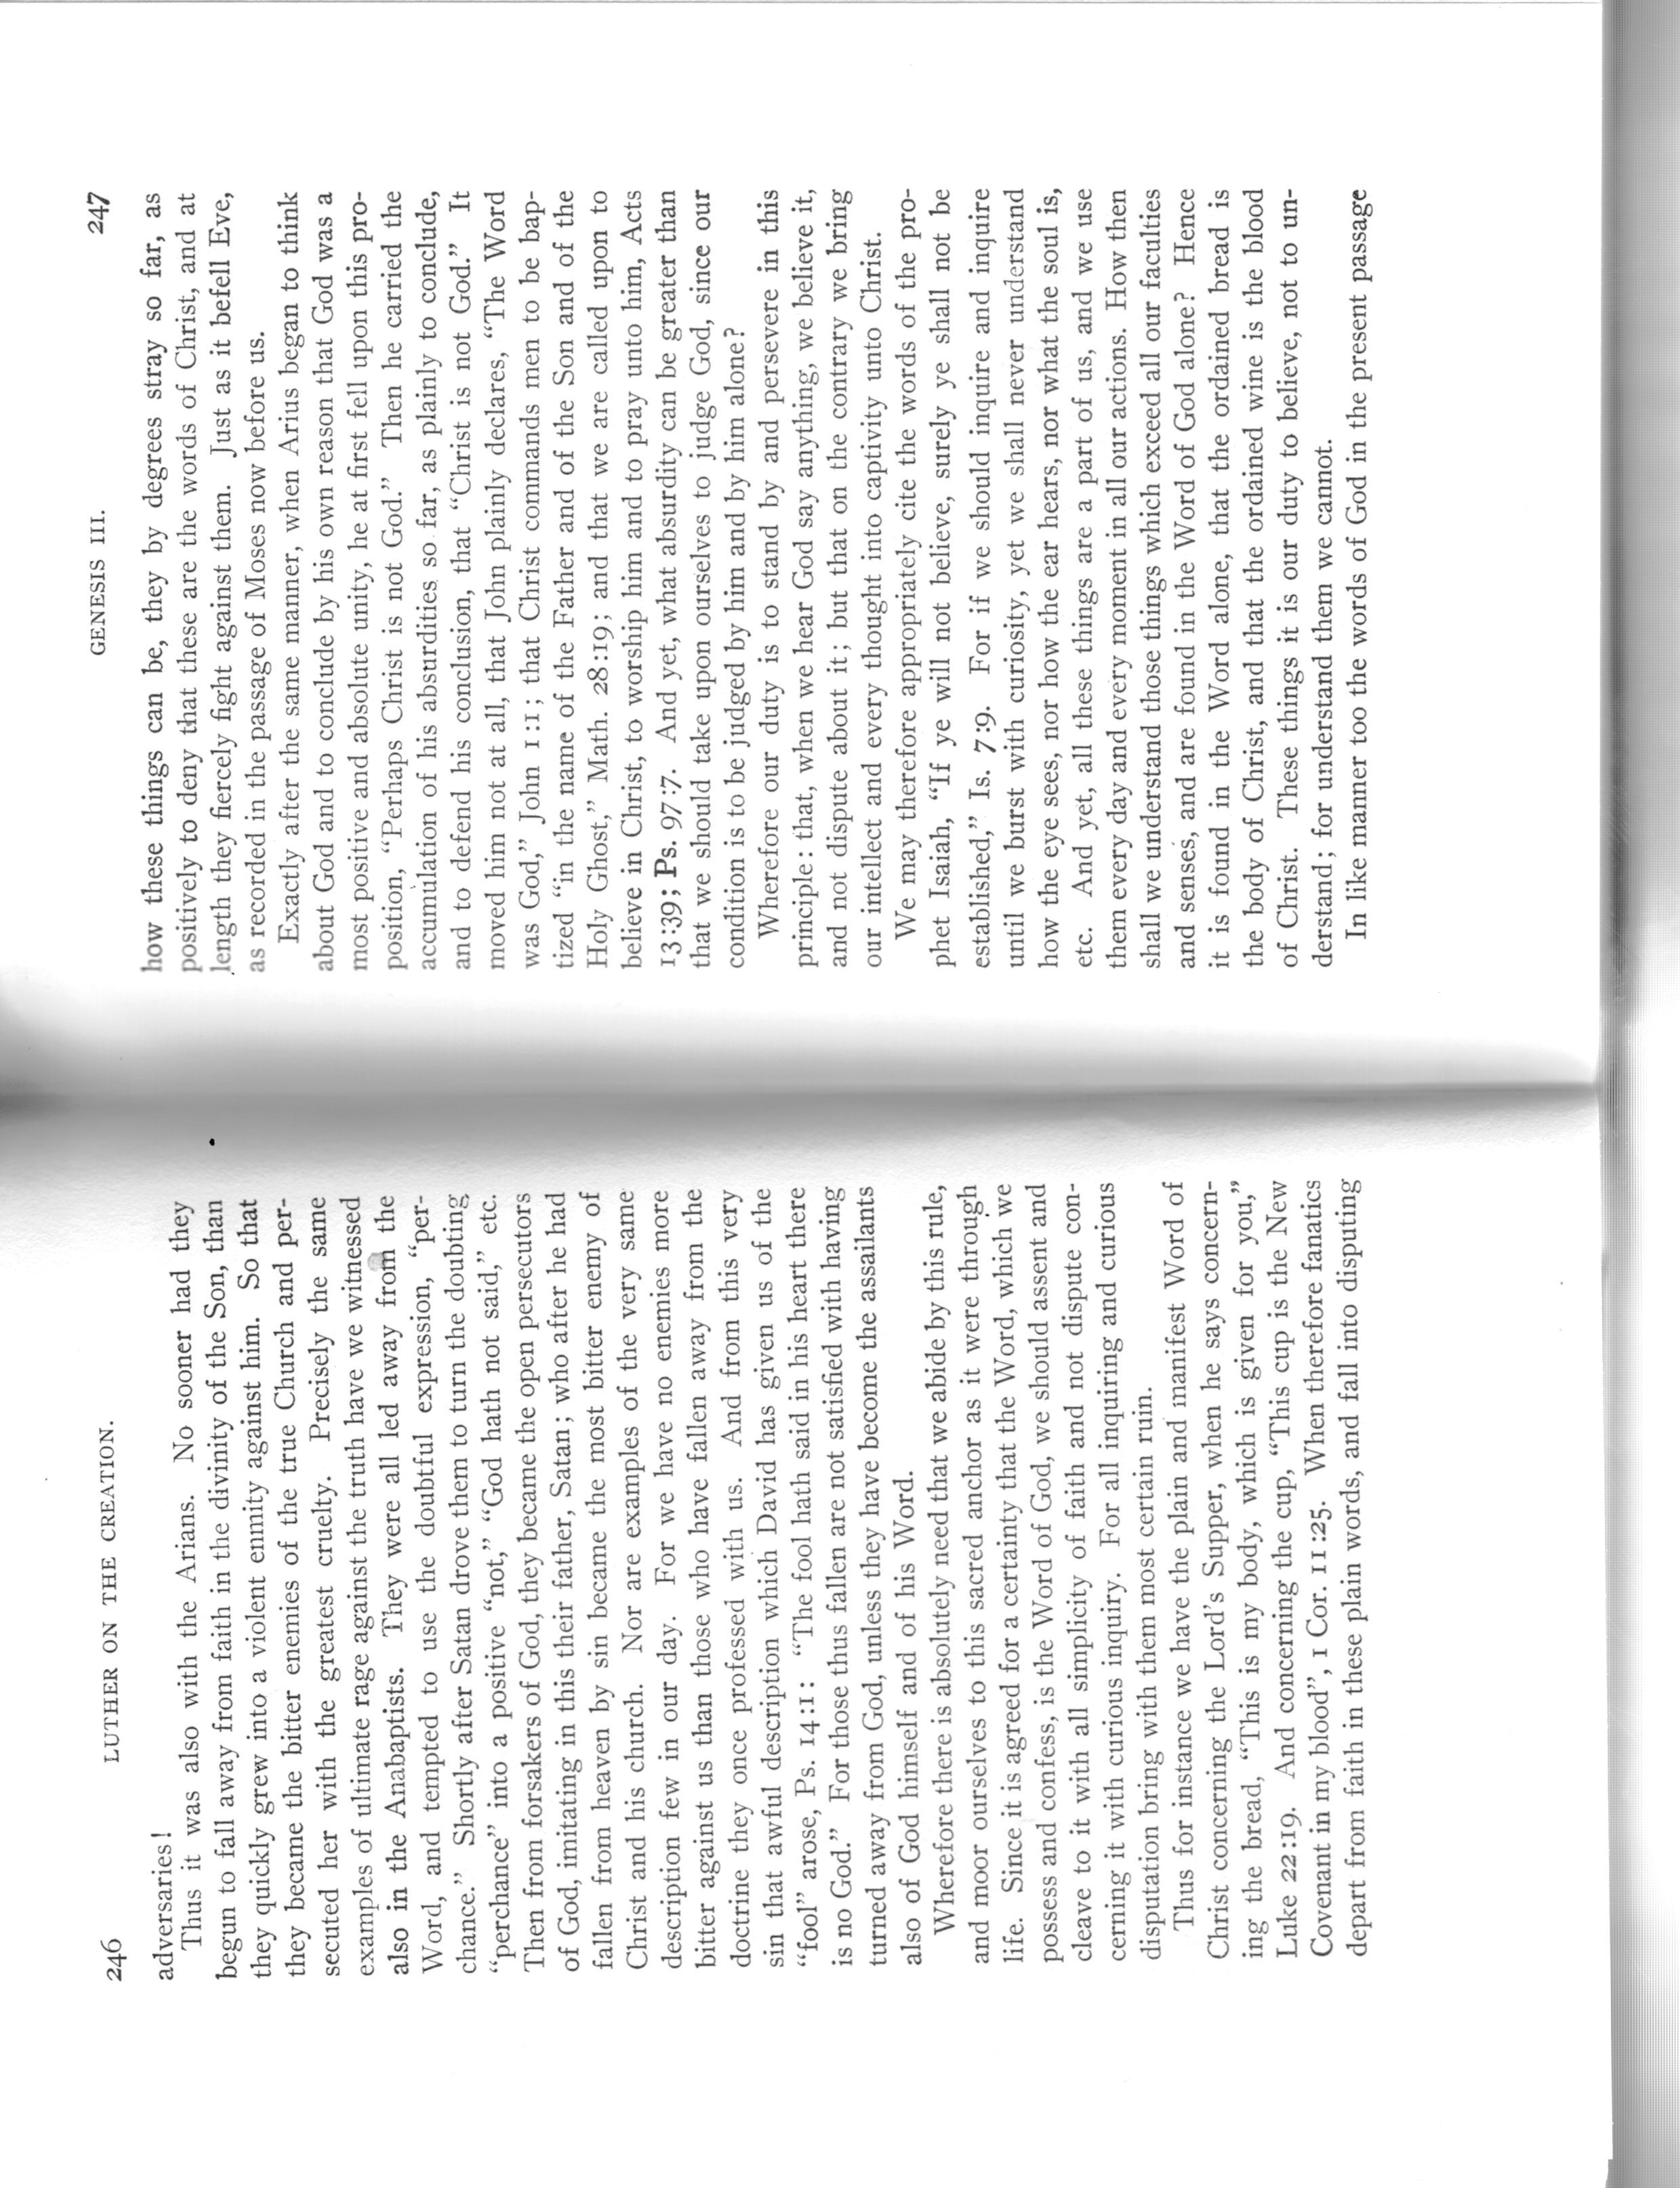 246 LUTHER ON THE CREATION.
adversaries!
Thus it was also with the Arians. No sooner had they
begun to fall away from faith in the divinity of the Son, than
they quickly grew into a violent enmity against him. So that
they became the bitter enemies of the true Church and per-
secuted her with the greatest cruelty. Precisely the same
examples of ultimate rage against the truth have we witnessed
also in the Anabaptists. They were all led away from the
Word, and tempted to use the doubtful expression, “per-
chance.” Shortly after Satan drove them to turn the doubting
“perchance” into a positive “not,” “God hath not said,” etc.
Then from forsakers of God, they became the open persecutors
of God, imitating in this their father, Satan; who after he had
fallen from heaven by sin became the most bitter enemy of
Christ and his church. Nor are examples of the very same
description few in our day. For we have no enemies more
bitter against us than those who have fallen away from the
doctrine they once professed with us. And from this very
sin that awful description which David has given us of the
“fool” arose, Ps. 14:1: “The fool hath said in his heart there
is no God.” For those thus fallen are not satisfied with having
turned away from God, unless they have become the assailants
also of God himself and of his Word.
Wherefore there is absolutely need that we abide by this rule,
and moor ourselves to this sacred anchor as it were through
life. Since it is agreed for a certainty that the Word, which we
possess and confess, is the Word of God, we should assent and
cleave to it with all simplicity of faith and not dispute con-
cerning it with curious inquiry. For all inquiring and curious
disputation bring with them most certain ruin.
Thus for instance we have the plain and manifest Word of
Christ concerning the Lord's Supper, when he says concern-
ing the bread, “This is my body, which is given for you,”
Luke 22:19. And concerning the cup, “This cup is the New
Covenant in my blood”, 1 Cor. 11:25. When therefore fanatics
depart from faith in these plain words, and fall into disputing
GENESIS III. 247
how these things can be, they by degrees stray so far, as
positively to deny that these are the words of Christ, and at
length they fiercely fight against them. Just as it befell Eve,
as recorded in the passage of Moses now before us.
Exactly after the same manner, when Arius began to think
about God and to conclude by his own reason that God was a
most positive and absolute unity, he at first fell upon this pro-
position, “Perhaps Christ is not God.” Then he carried the
accumulation of his absurdities so far, as plainly to conclude,
and to defend his conclusion, that “Christ is not God.” It
moved him not at all, that John plainly declares, “The Word
was God,” John 1:1; that Christ commands men to be bap-
tized “in the name of the Father and of the Son and of the
Holy Ghost,” Math. 28:19; and that we are called upon to
believe in Christ, to worship him and to pray unto him, Acts
13:39; Ps. 97:7. And yet, what absurdity can be greater than
that we should take upon ourselves to judge God, since our
condition is to be judged by him and by him alone?
Wherefore our duty is to stand by and persevere in this
principle: that, when we hear God say anything, we believe it,
and not dispute about it; but that on the contrary we bring
our intellect and every thought into captivity unto Christ.
We may therefore appropriately cite the words of the pro-
phet Isaiah, “If ye will not believe, surely ye shall not be
established,” Is. 7:9. For if we should inquire and inquire
until we burst with curiosity, yet we shall never understand
how the eye sees, nor how the ear hears, nor what the soul is,
etc. And yet, all these things are a part of us, and we use
them every day and every moment in all our actions. How then
shall we understand those things which exceed all our faculties
and senses, and are found in the Word of God alone? Hence
it is found in the Word alone, that the ordained bread is
the body of Christ, and that the ordained wine is the blood
of Christ. These things it is our duty to believe, not to un-
derstand; for understand them we cannot.
In like manner too the words of God in the present passage